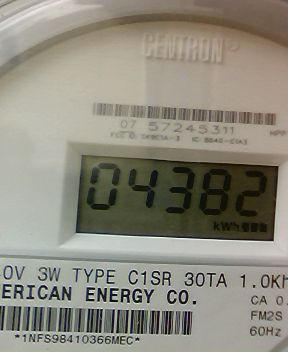 CENTRON®
07 57245311
04382
kWh
0V 3W TYPE C1SR 30TA 1.0Kh
ERICAN ENERGY CO.
CA 0.
FM2S
60Hz
*1NFS98410366MEC*